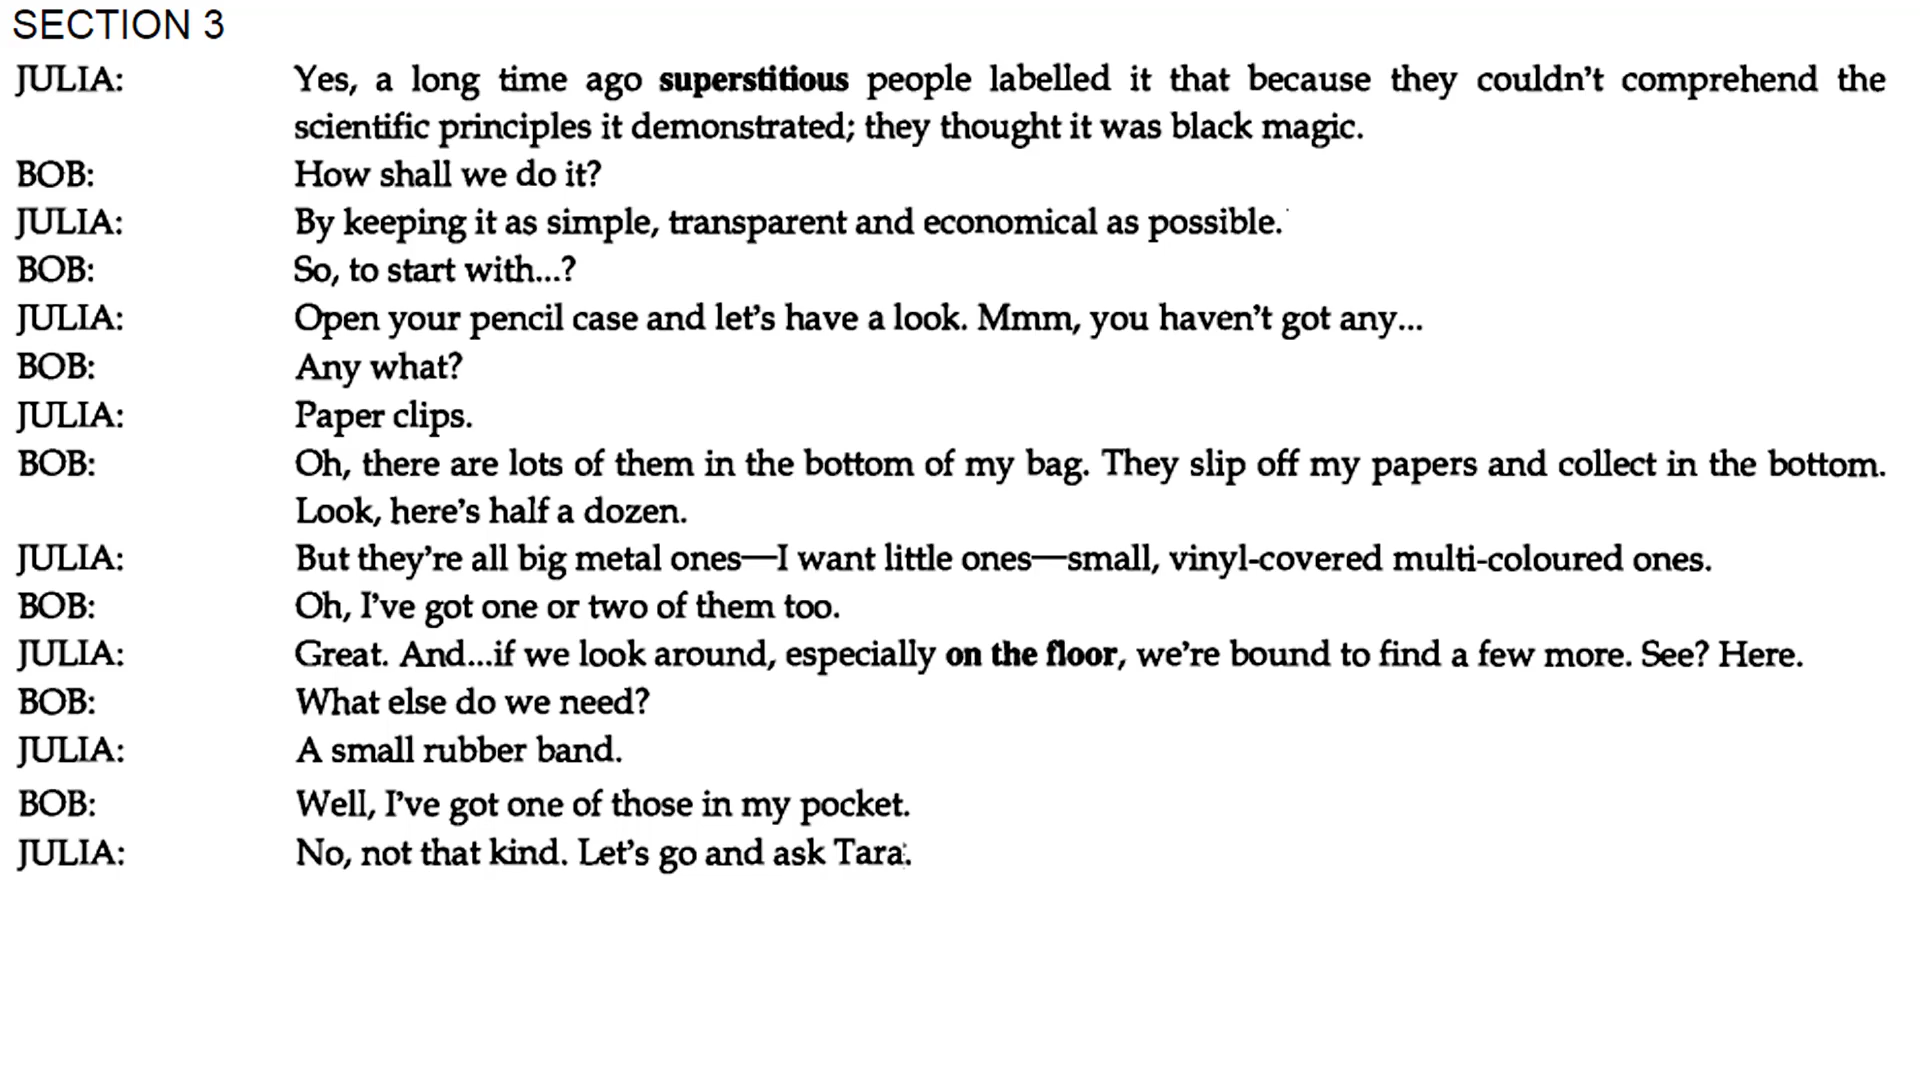 SECTION 3
JULIA: Yes, a long time ago superstitious people labelled it that because they couldn't comprehend the
scientific principles it demonstrated; they thought it was black magic.
BOB: How shall we do it?
JULIA: By keeping it as simple, transparent and economical as possible.
BOB: So, to start with...?
JULIA: Open your pencil case and let's have a look. Mmm, you haven't got any...
BOB: Any what?
JULIA: Paper clips.
BOB: Oh, there are lots of them in the bottom of my bag. They slip off my papers and collect in the bottom.
Look, here's half a dozen.
JULIA: But they're all big metal ones—I want little ones—small, vinyl-covered multi-coloured ones.
BOB: Oh, I've got one or two of them too.
JULIA: Great. And...if we look around, especially on the floor, we're bound to find a few more. See? Here.
BOB: What else do we need?
JULIA: A small rubber band.
BOB: Well, I've got one of those in my pocket.
JULIA: No, not that kind. Let's go and ask Tara.